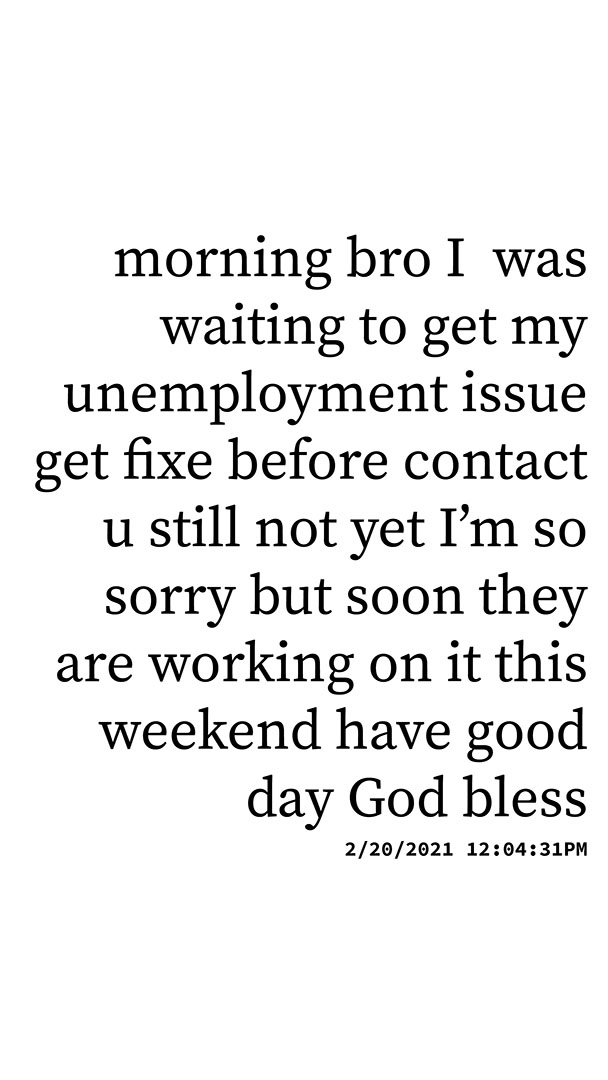 morning bro I  was
waiting to get my
unemployment issue
get fixe before contact
u still not yet I’m so
sorry but soon they
are working on it this
weekend have good
day God bless
2/20/2021 12:04:31PM